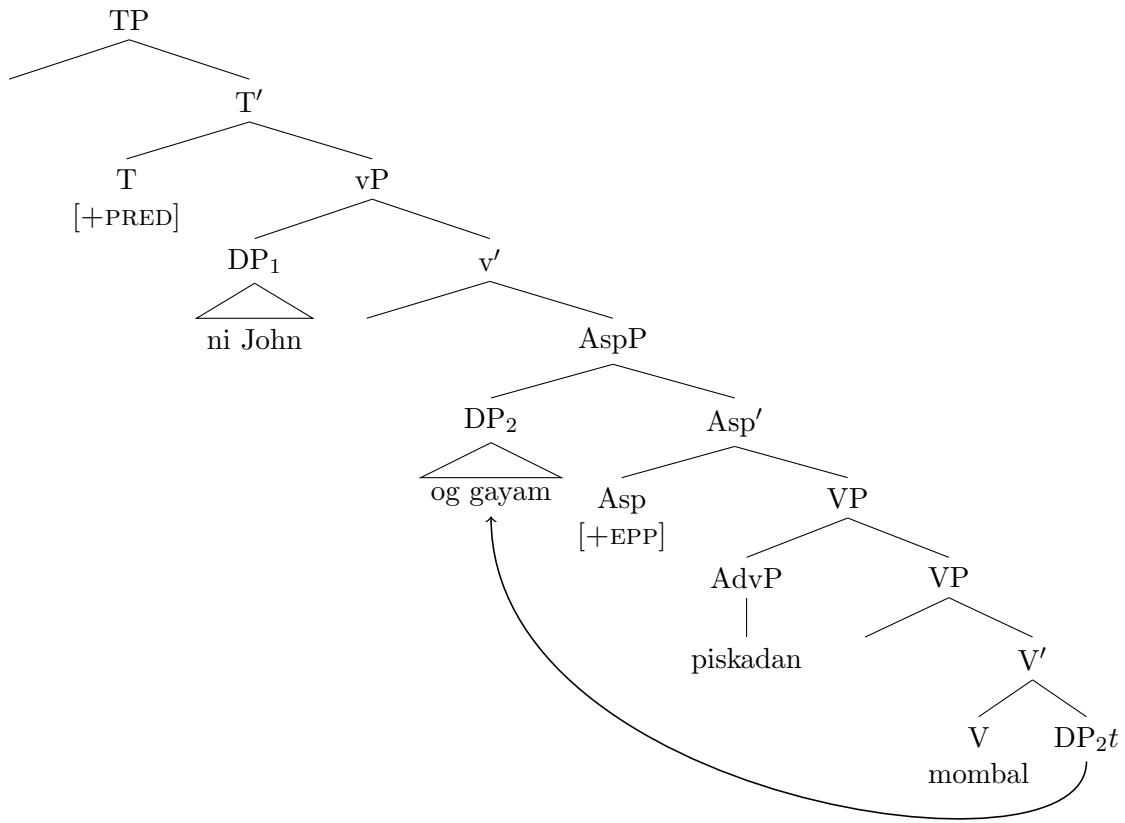 TP
T′
T vP
[+PRED]
DP₁ v′
ni John
AspP
DP₂ Asp′
og gayam
Asp VP
[+EPP]
AdvP VP
piskadan
V′
V DP₂t
mombal